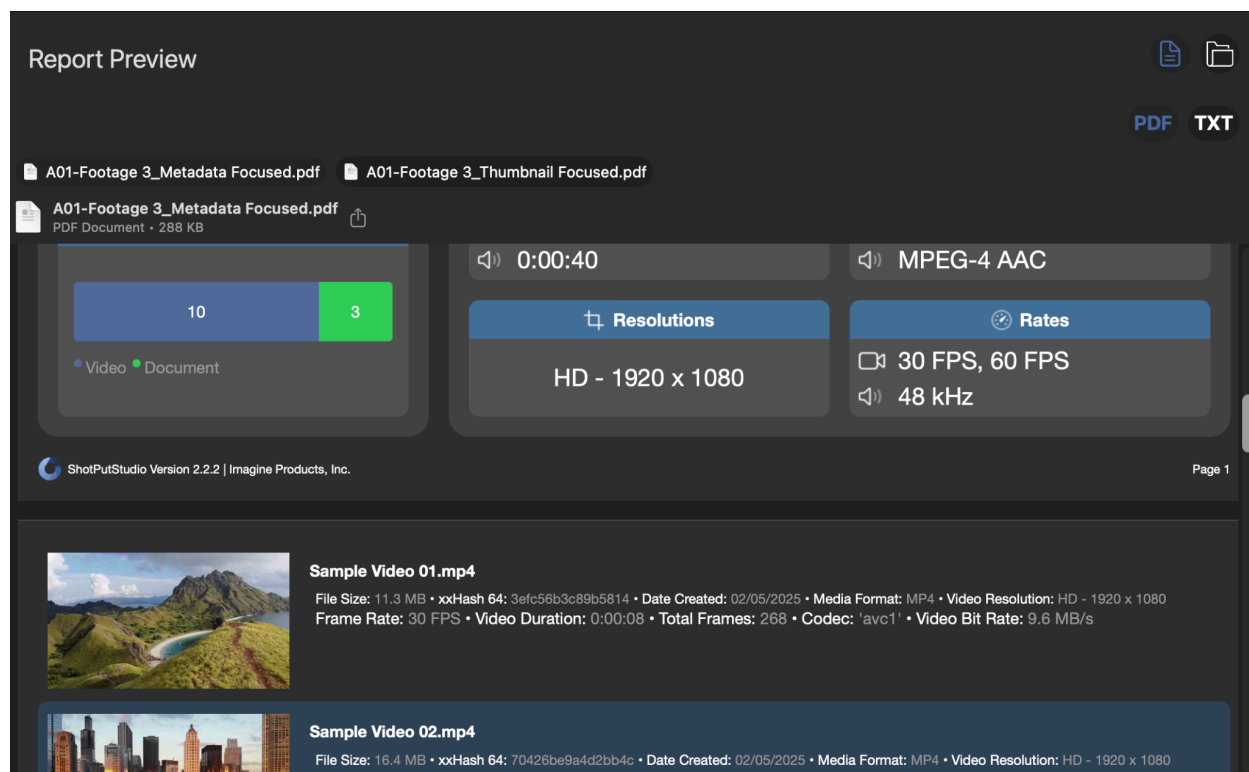 Report Preview
PDF TXT
A01-Footage 3_Metadata Focused.pdf A01-Footage 3_Thumbnail Focused.pdf
A01-Footage 3_Metadata Focused.pdf
PDF Document • 288 KB
0:00:40 MPEG-4 AAC
10 3
Video Document
Resolutions
HD - 1920 x 1080
Rates
30 FPS, 60 FPS
48 kHz
ShotPutStudio Version 2.2.2 | Imagine Products, Inc. Page 1
Sample Video 01.mp4
File Size: 11.3 MB • xxHash 64: 3efc56b3c89b5814 • Date Created: 02/05/2025 • Media Format: MP4 • Video Resolution: HD - 1920 x 1080
Frame Rate: 30 FPS • Video Duration: 0:00:08 • Total Frames: 268 • Codec: 'avc1' • Video Bit Rate: 9.6 MB/s
Sample Video 02.mp4
File Size: 16.4 MB • xxHash 64: 70426be9a4d2bb4c • Date Created: 02/05/2025 • Media Format: MP4 • Video Resolution: HD - 1920 x 1080